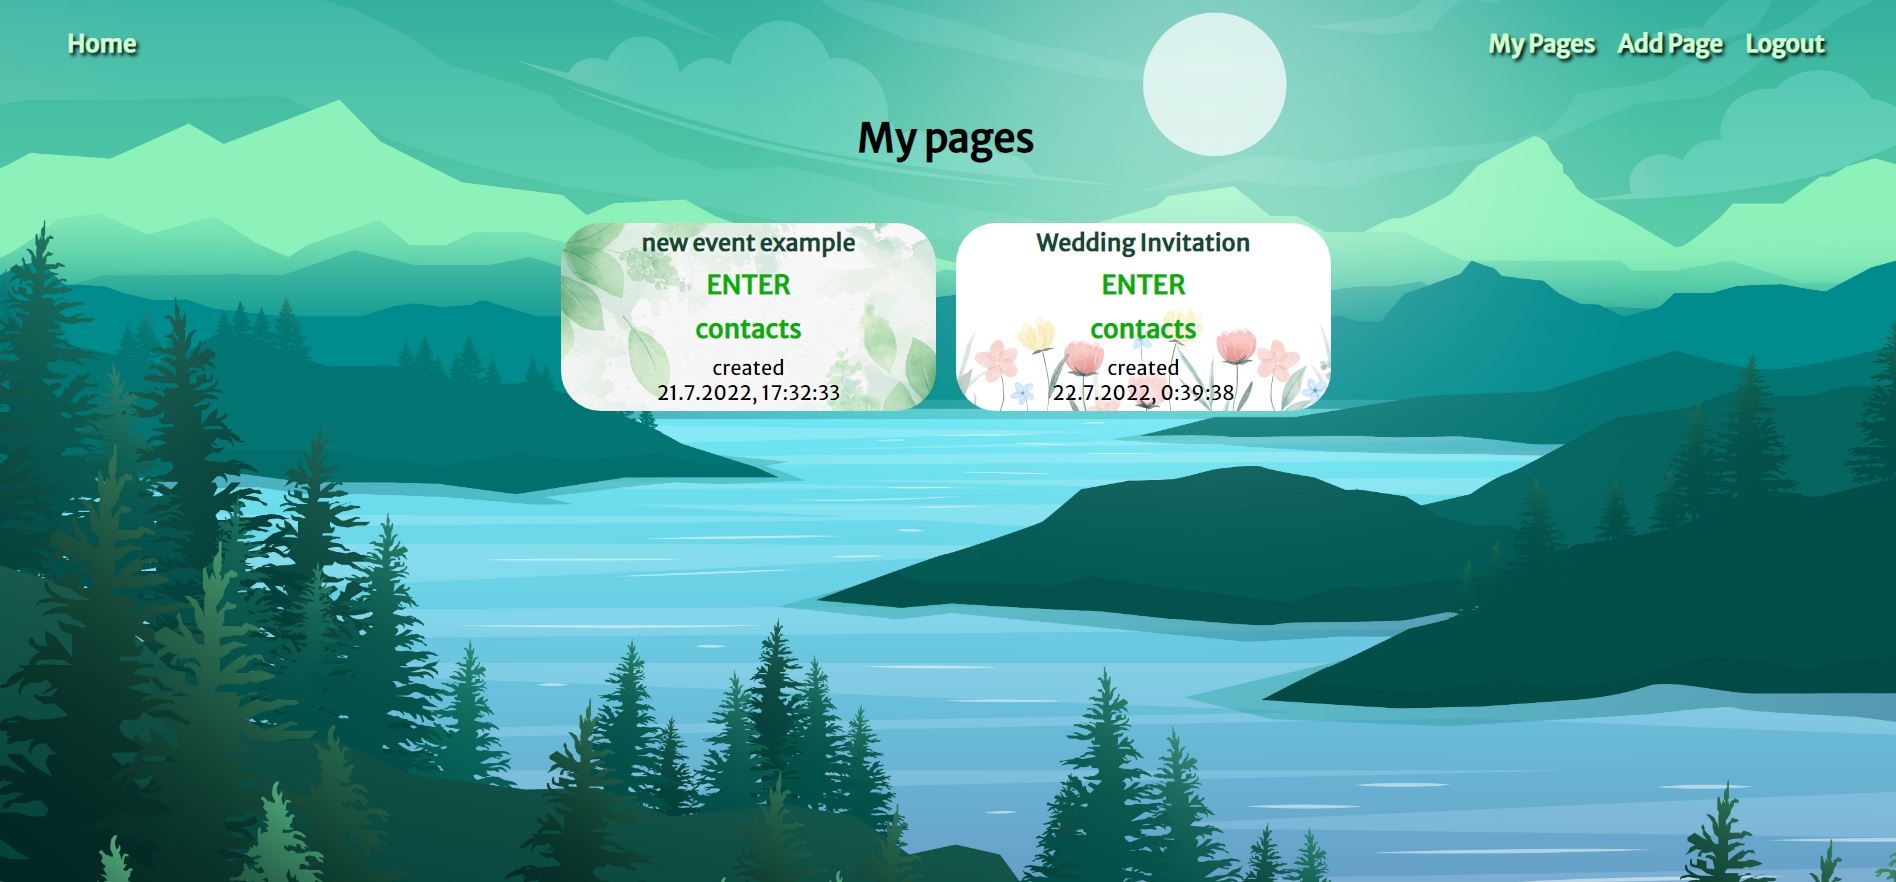 Home
My Pages Add Page Logout
My pages
new event example
ENTER
contacts
created
21.7.2022, 17:32:33
Wedding Invitation
ENTER
contacts
created
22.7.2022, 0:39:38